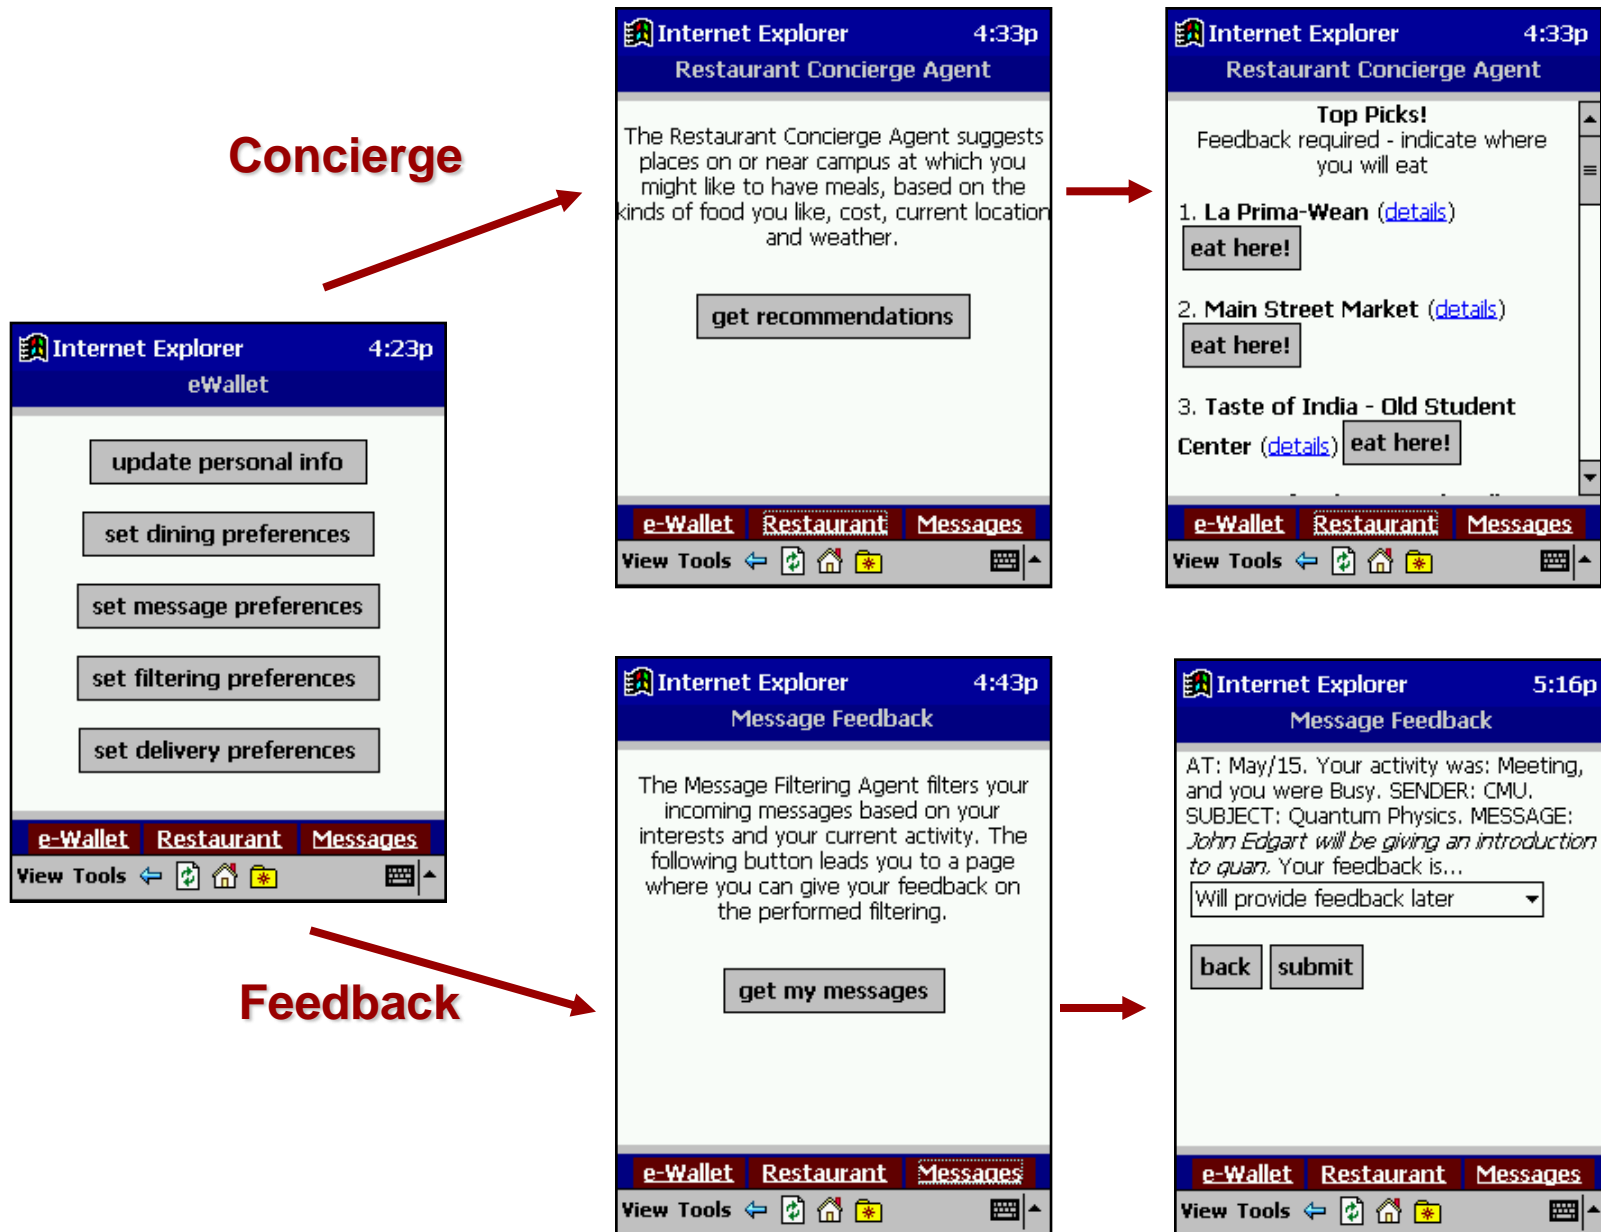 Concierge
Internet Explorer 4:23p
eWallet
update personal info
set dining preferences
set message preferences
set filtering preferences
set delivery preferences
e-Wallet Restaurant Messages
View Tools
Feedback
Internet Explorer 4:33p
Restaurant Concierge Agent
The Restaurant Concierge Agent suggests
places on or near campus at which you
might like to have meals, based on the
kinds of food you like, cost, current location
and weather.
get recommendations
e-Wallet Restaurant Messages
View Tools
Internet Explorer 4:33p
Restaurant Concierge Agent
Top Picks!
Feedback required - indicate where
you will eat
1. La Prima-Wean (details)
eat here!
2. Main Street Market (details)
eat here!
3. Taste of India - Old Student
Center (details) eat here!
e-Wallet Restaurant Messages
View Tools
Internet Explorer 4:43p
Message Feedback
The Message Filtering Agent filters your
incoming messages based on your
interests and your current activity. The
following button leads you to a page
where you can give your feedback on
the performed filtering.
get my messages
e-Wallet Restaurant Messages
View Tools
Internet Explorer 5:16p
Message Feedback
AT: May/15. Your activity was: Meeting,
and you were Busy. SENDER: CMU.
SUBJECT: Quantum Physics. MESSAGE:
John Edgart will be giving an introduction
to quan. Your feedback is...
Will provide feedback later
back submit
e-Wallet Restaurant Messages
View Tools